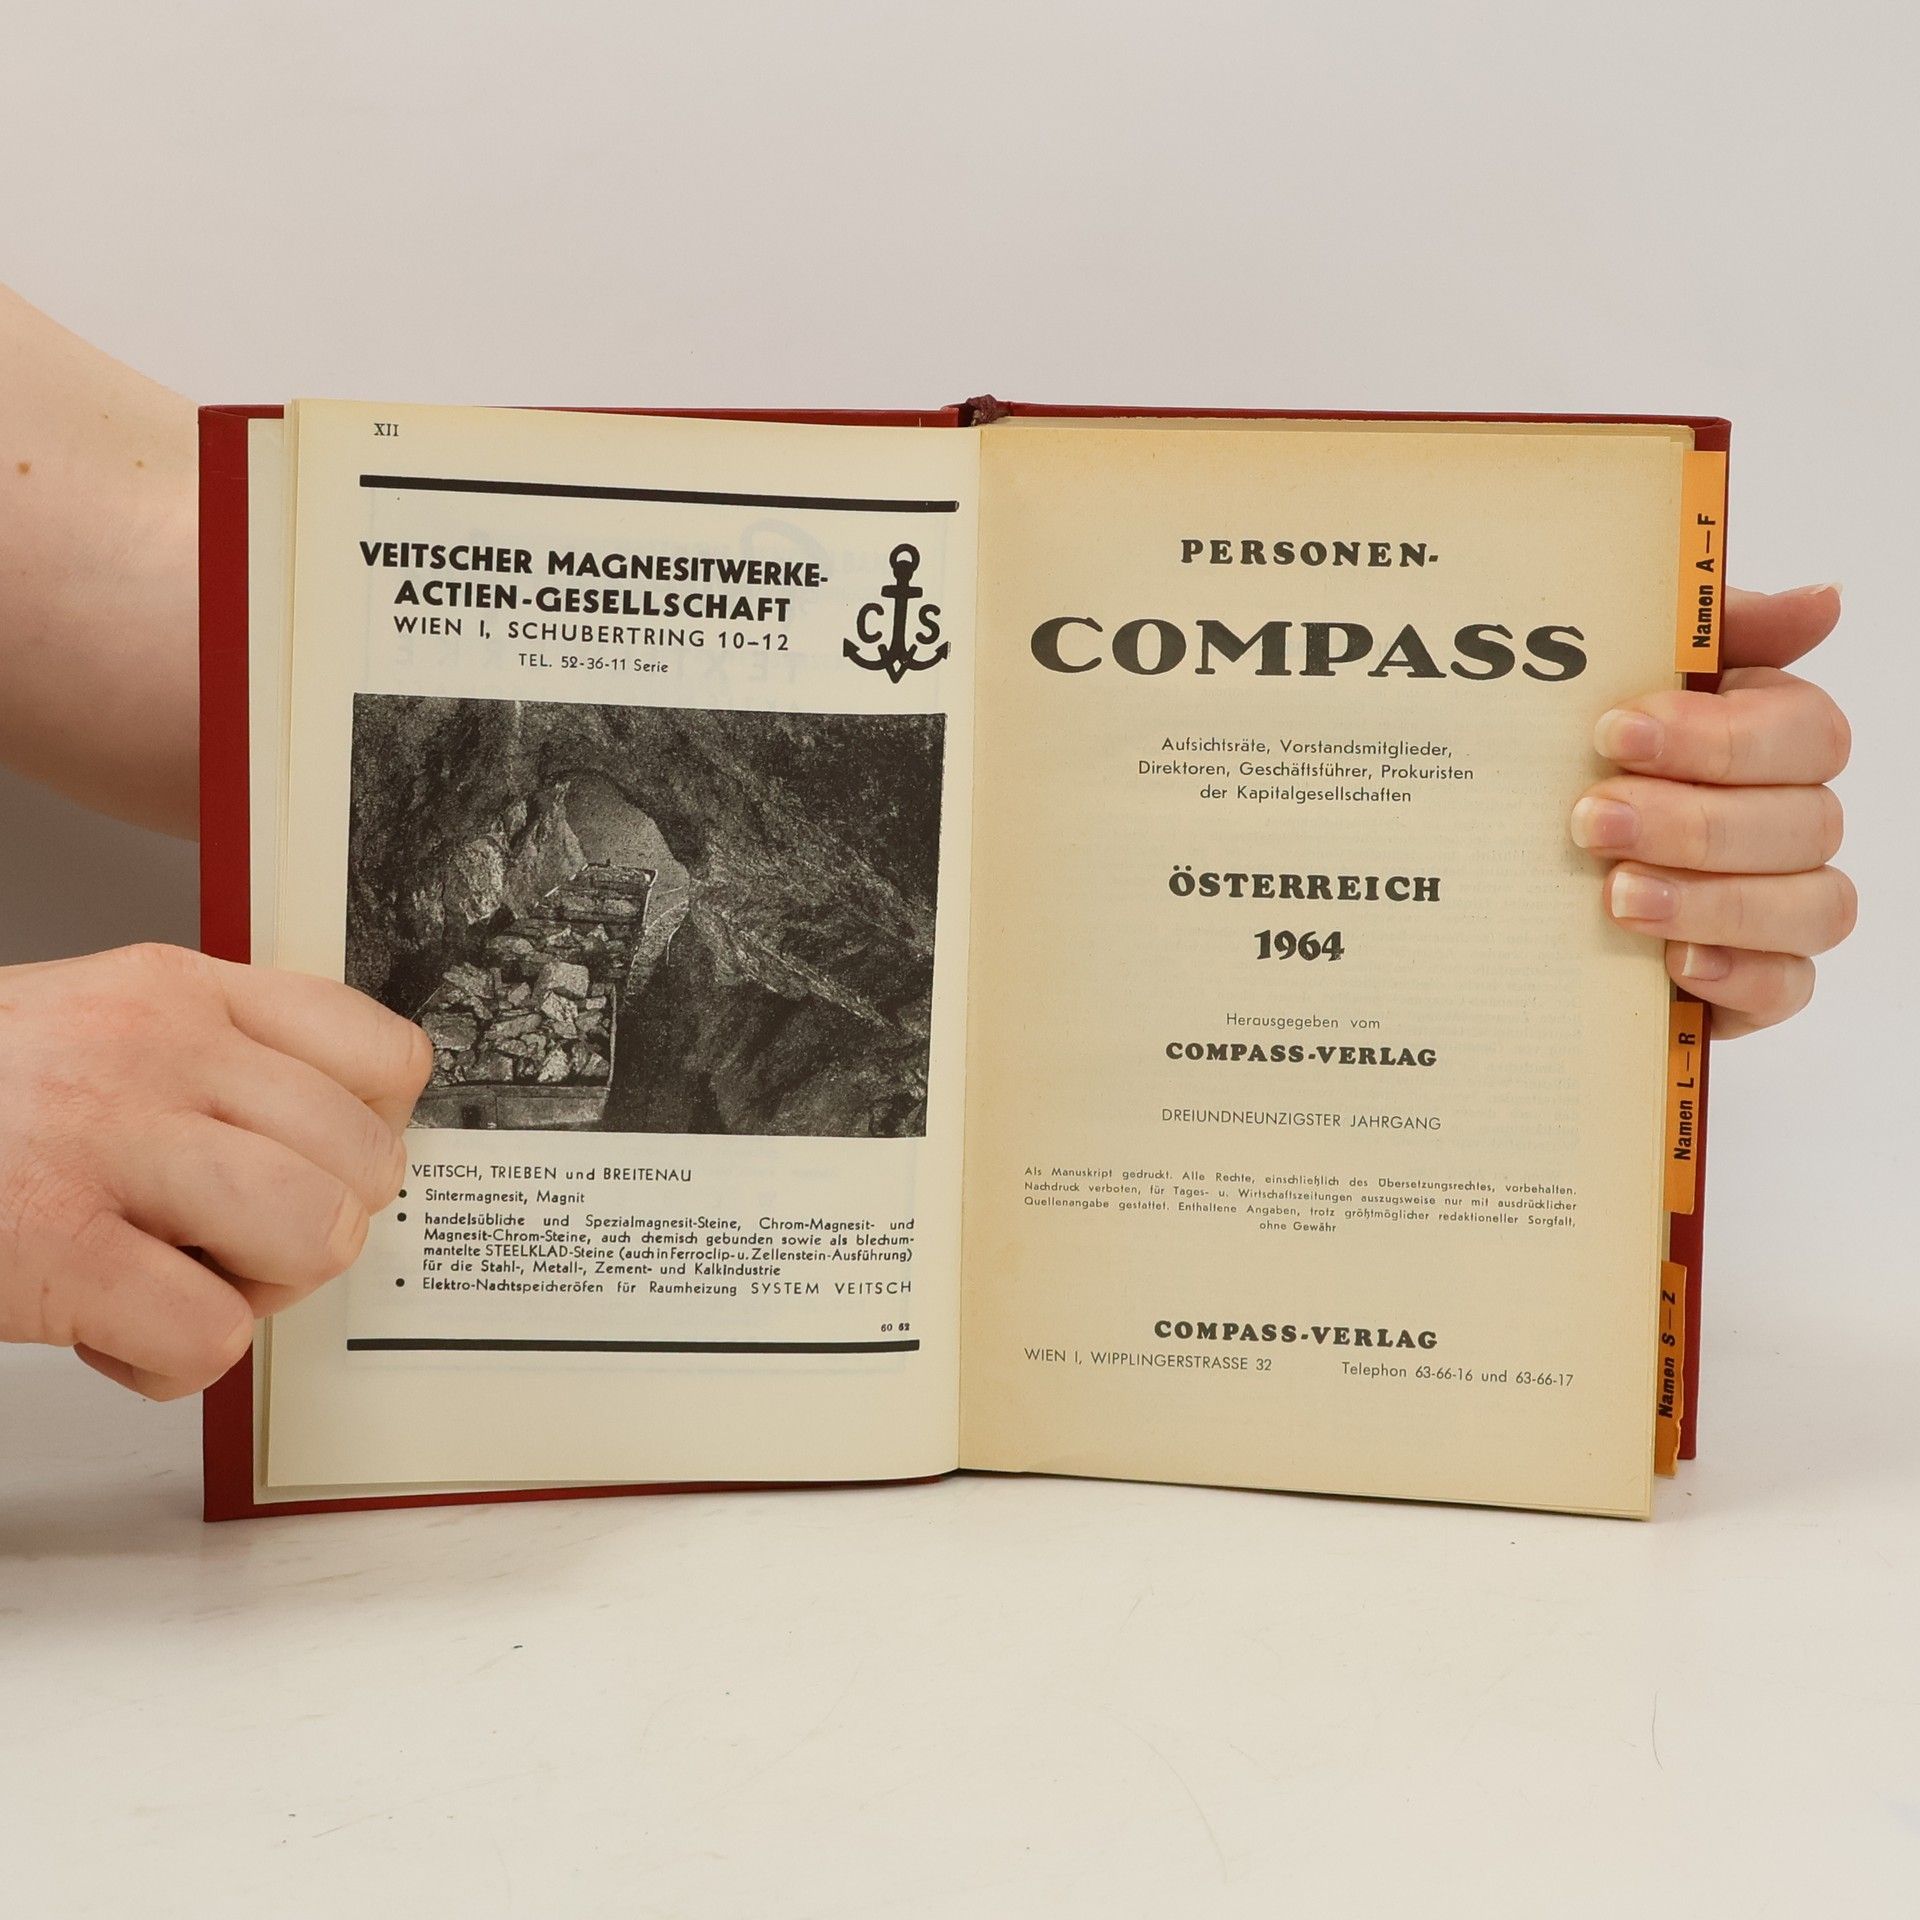 XII
VEITSCHER MAGNESITWERKE-
ACTIEN-GESELLSCHAFT
WIEN I, SCHUBERTRING 10–12
TEL. 52-36-11 Serie
C S
VEITSCH, TRIEBEN und BREITENAU
• Sintermagnesit, Magnit
• handelsübliche und Spezialmagnesit-Steine, Chrom-Magnesit- und
Magnesit-Chrom-Steine, auch chemisch gebunden sowie als blechum-
mantelte STEELKLAD-Steine (auch in Ferroclip- u. Zellenstein-Ausführung)
für die Stahl-, Metall-, Zement- und Kalkindustrie
• Elektro-Nachtspeicheröfen für Raumheizung SYSTEM VEITSCH
60 62
PERSONEN-
COMPASS
Aufsichtsräte, Vorstandsmitglieder,
Direktoren, Geschäftsführer, Prokuristen
der Kapitalgesellschaften
ÖSTERREICH
1964
Herausgegeben vom
COMPASS-VERLAG
DREIUNDNEUNZIGSTER JAHRGANG
Als Manuskript gedruckt. Alle Rechte, einschließlich des Übersetzungsrechtes, vorbehalten.
Nachdruck verboten, für Tages- u. Wirtschaftszeitungen auszugsweise nur mit ausdrücklicher
Quellenangabe gestattet. Enthaltene Angaben, trotz größtmöglicher redaktioneller Sorgfalt,
ohne Gewähr
COMPASS-VERLAG
WIEN I, WIPPLINGERSTRASSE 32 Telephon 63-66-16 und 63-66-17
Namen A—F
Namen L—R
Namen S—Z